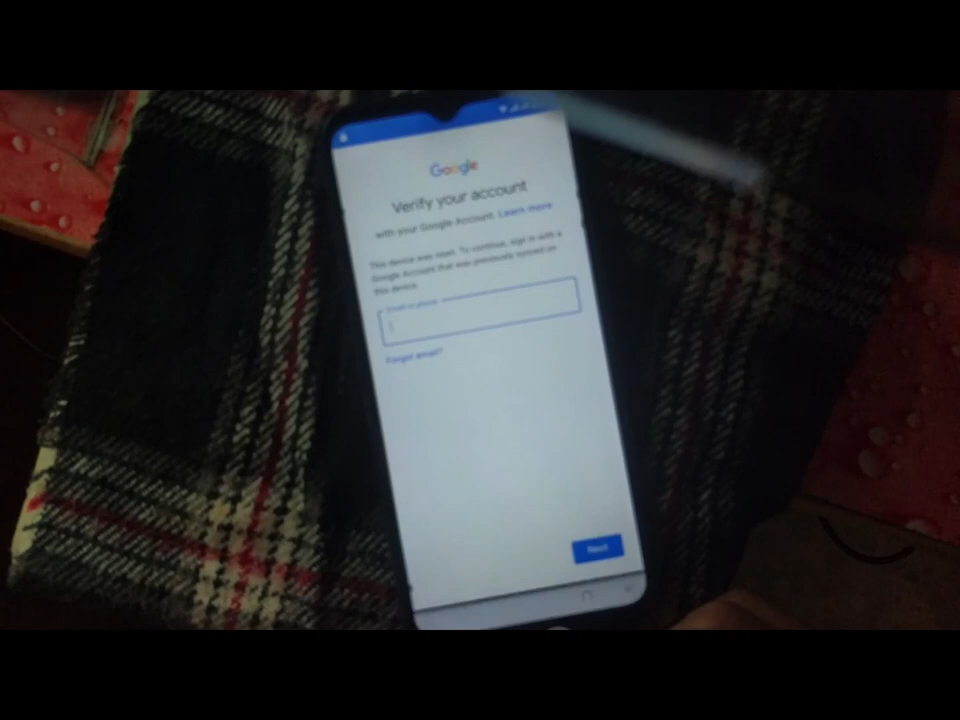 Google
Verify your account
with your Google Account. Learn more
This device was reset. To continue, sign in with a
Google Account that was previously synced on
this device.
Email or phone
Forgot email?
Next